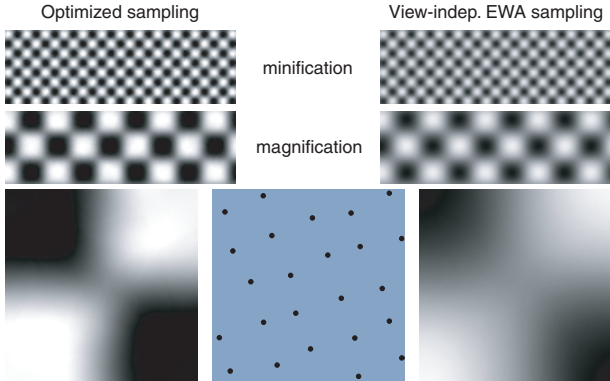 Optimized sampling
View-indep. EWA sampling
minification
magnification